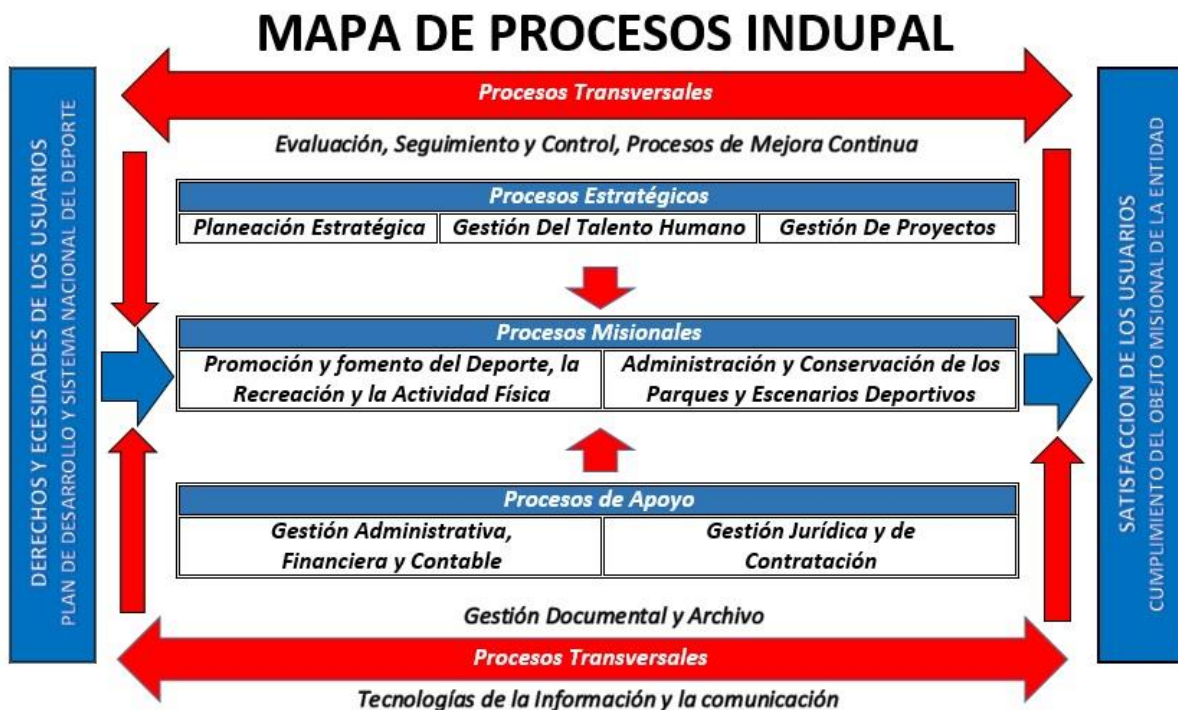 MAPA DE PROCESOS INDUPAL
DERECHOS Y ECESIDADES DE LOS USUARIOS
PLAN DE DESARROLLO Y SISTEMA NACIONAL DEL DEPORTE
Procesos Transversales
Evaluación, Seguimiento y Control, Procesos de Mejora Continua
Procesos Estratégicos
Planeación Estratégica
Gestión Del Talento Humano
Gestión De Proyectos
Procesos Misionales
Promoción y fomento del Deporte, la
Recreación y la Actividad Física
Administración y Conservación de los
Parques y Escenarios Deportivos
Procesos de Apoyo
Gestión Administrativa,
Financiera y Contable
Gestión Jurídica y de
Contratación
Gestión Documental y Archivo
Procesos Transversales
Tecnologías de la Información y la comunicación
SATISFACCION DE LOS USUARIOS
CUMPLIMIENTO DEL OBEJTO MISIONAL DE LA ENTIDAD